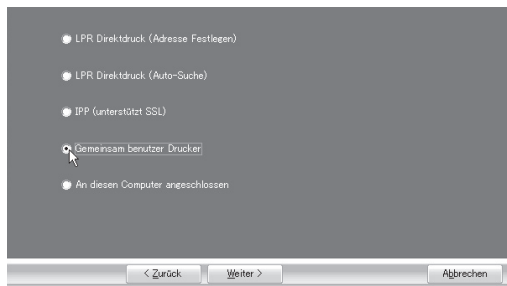 LPR Direktdruck (Adresse Festlegen)
LPR Direktdruck (Auto-Suche)
IPP (unterstützt SSL)
Gemeinsam benutzer Drucker
An diesen Computer angeschlossen
< Zurück Weiter > Abbrechen